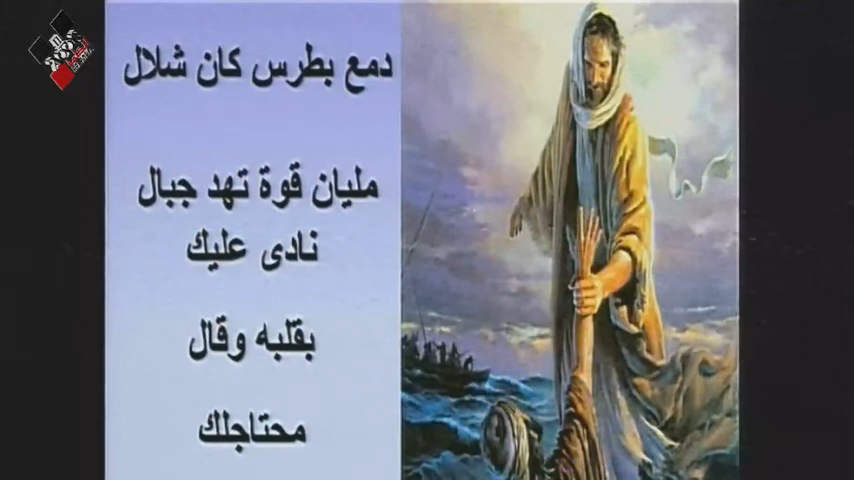 دمع بطرس كان شلال
مليان قوة تهد جبال
نادى عليك
بقلبه وقال
محتاجلك